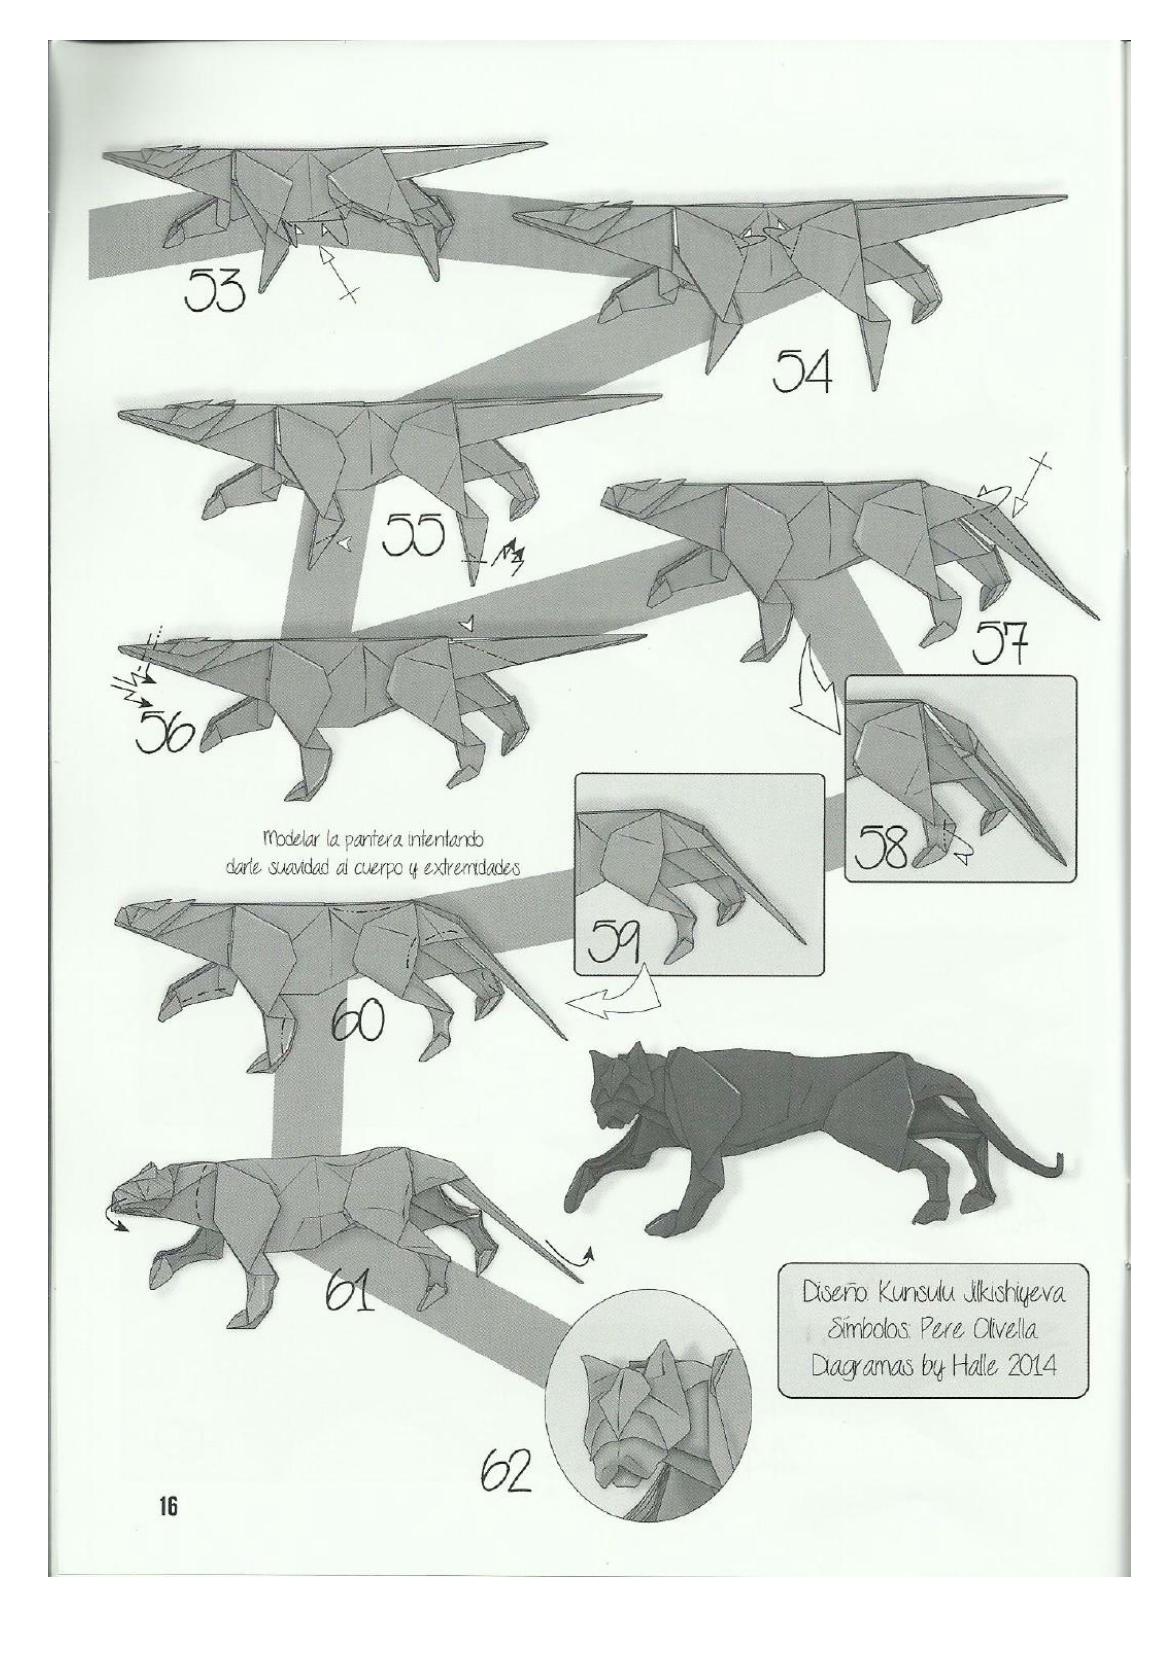 53
54
55
57
56
58
Modelar la pantera intentando
darle suavidad al cuerpo y extremidades
59
60
61
Diseño Kunsulu Jilkishiyeva
Símbolos: Pere Olivella
Diagramas by Halle 2014
62
16